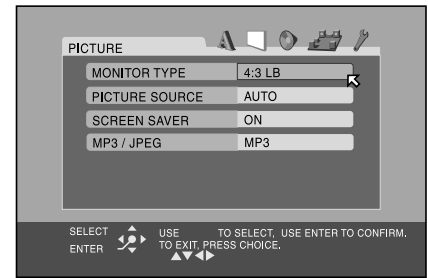 PICTURE
MONITOR TYPE 4:3 LB
PICTURE SOURCE AUTO
SCREEN SAVER ON
MP3 / JPEG MP3
SELECT
ENTER
USE TO SELECT, USE ENTER TO CONFIRM.
TO EXIT, PRESS CHOICE.